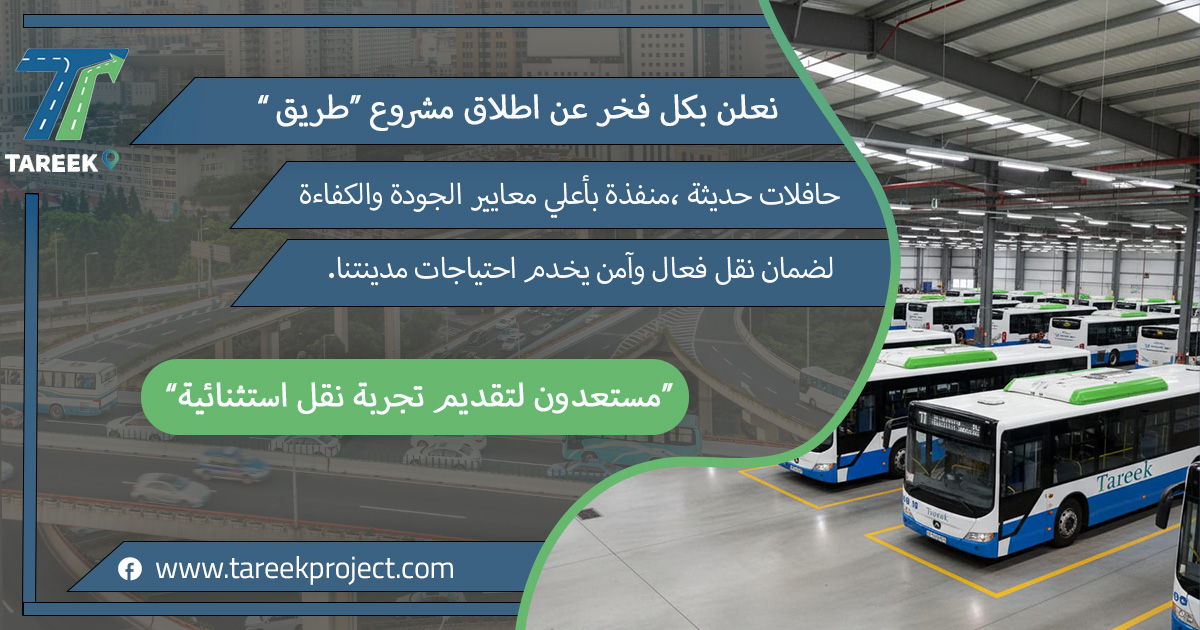 TAREEK
نعلن بكل فخر عن اطلاق مشروع ”طريق “
حافلات حديثة ،منفذة بأعلي معايير الجودة والكفاءة
لضمان نقل فعال وآمن يخدم احتياجات مدينتنا.
”مستعدون لتقديم تجربة نقل استثنائية“
Tareek
www.tareekproject.com